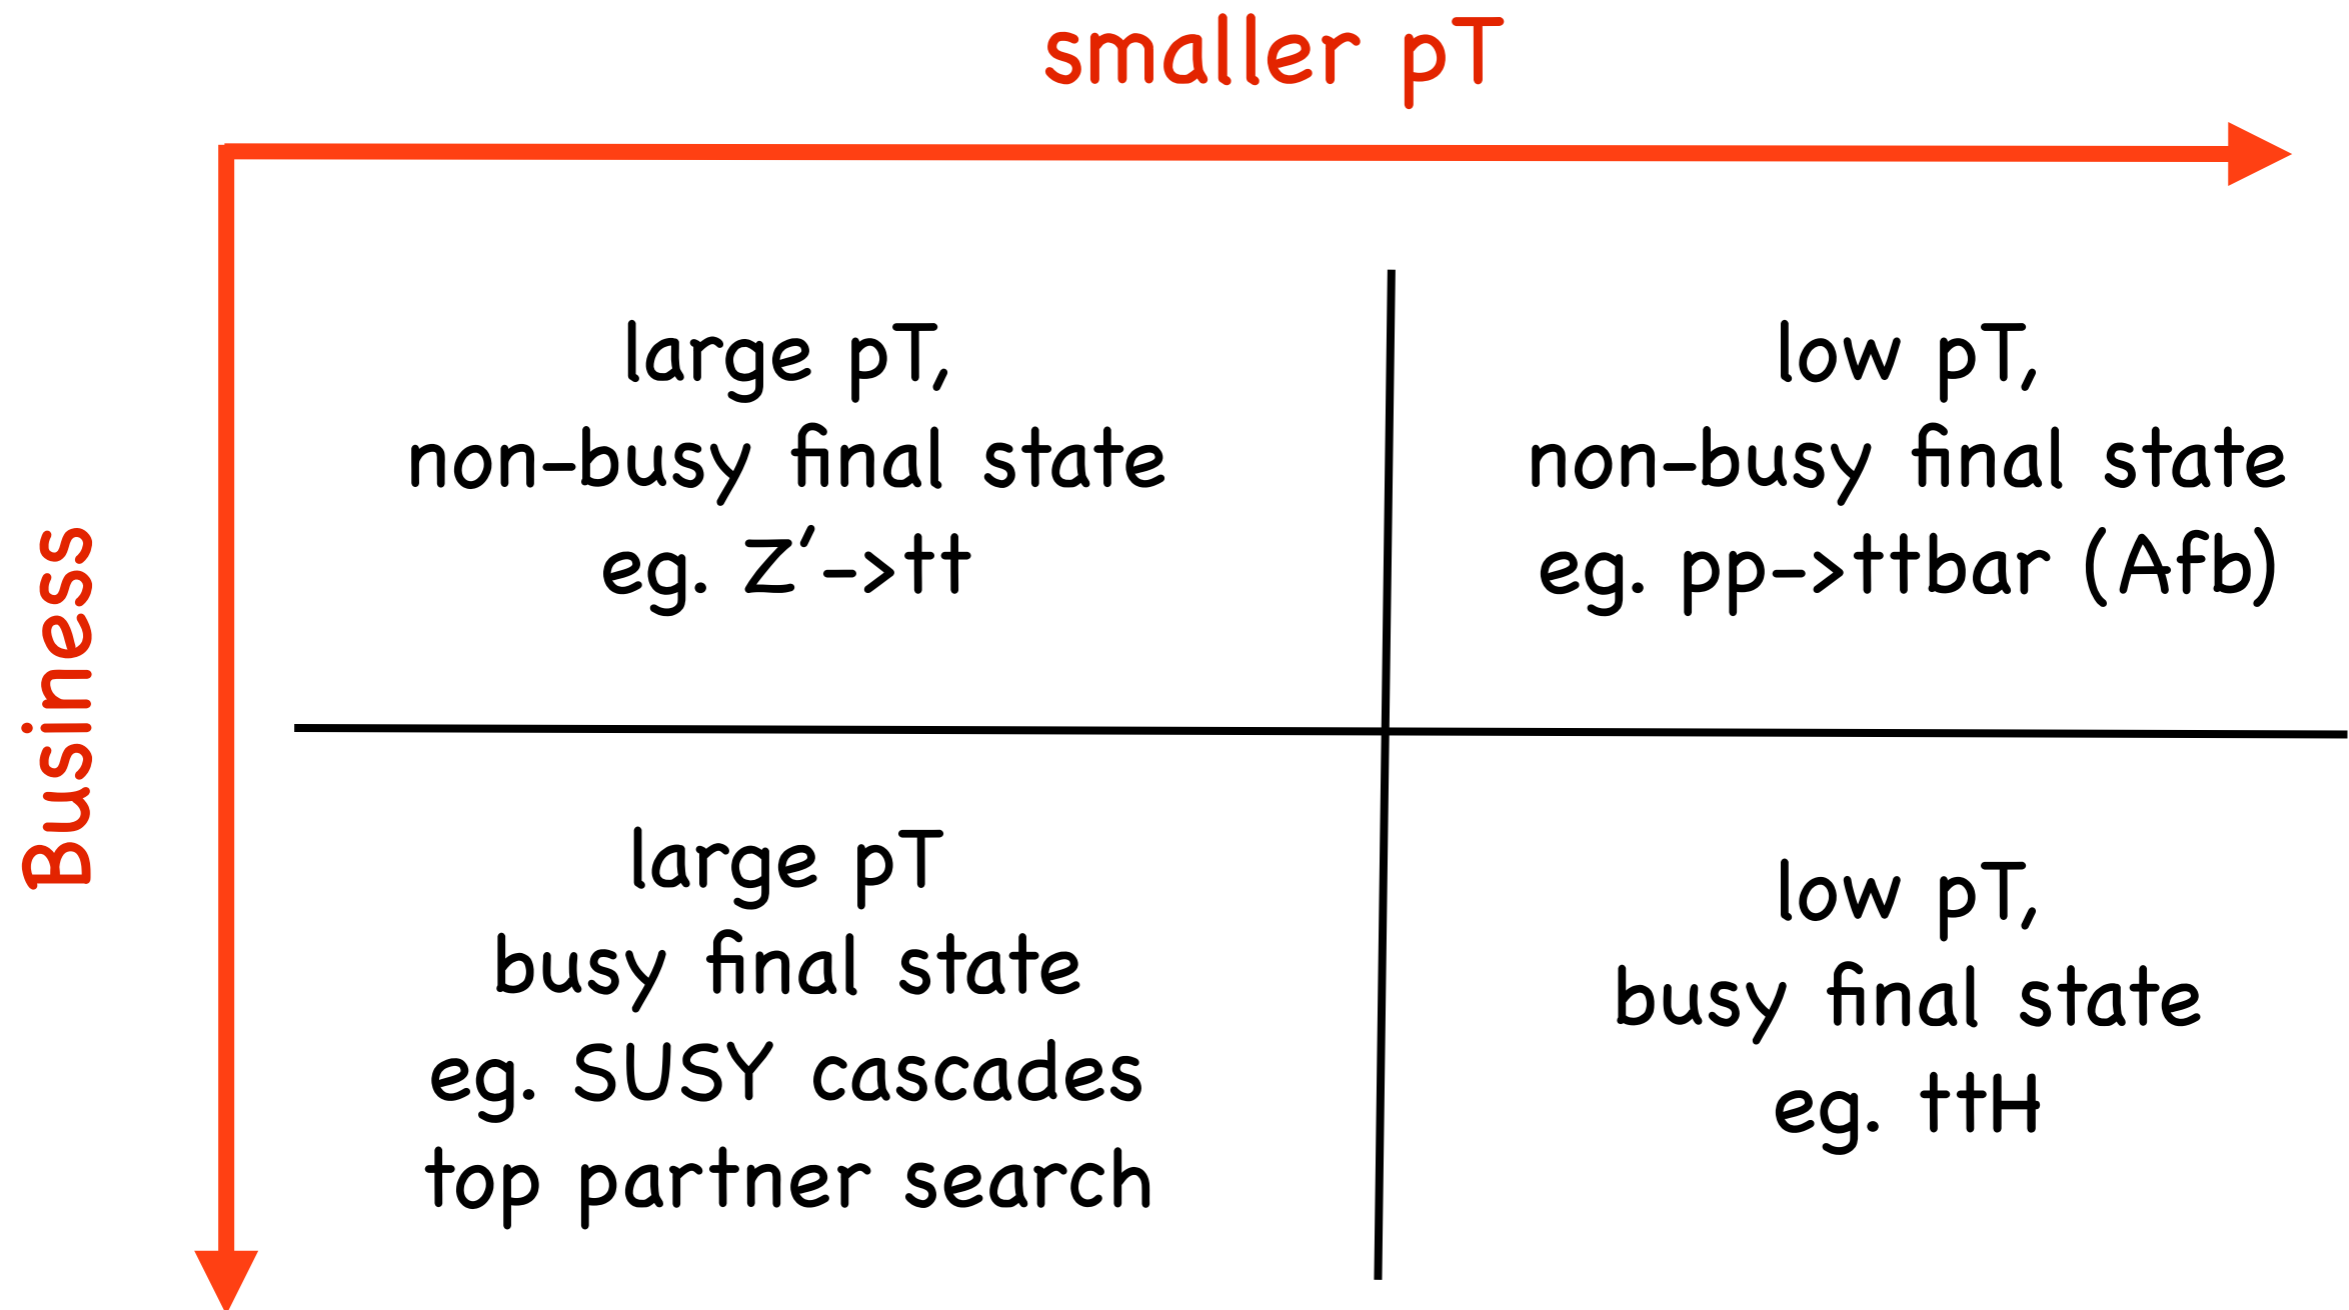 smaller pT
Business
large pT,
non-busy final state
eg. Z'->tt
low pT,
non-busy final state
eg. pp->ttbar (Afb)
large pT
busy final state
eg. SUSY cascades
top partner search
low pT,
busy final state
eg. ttH